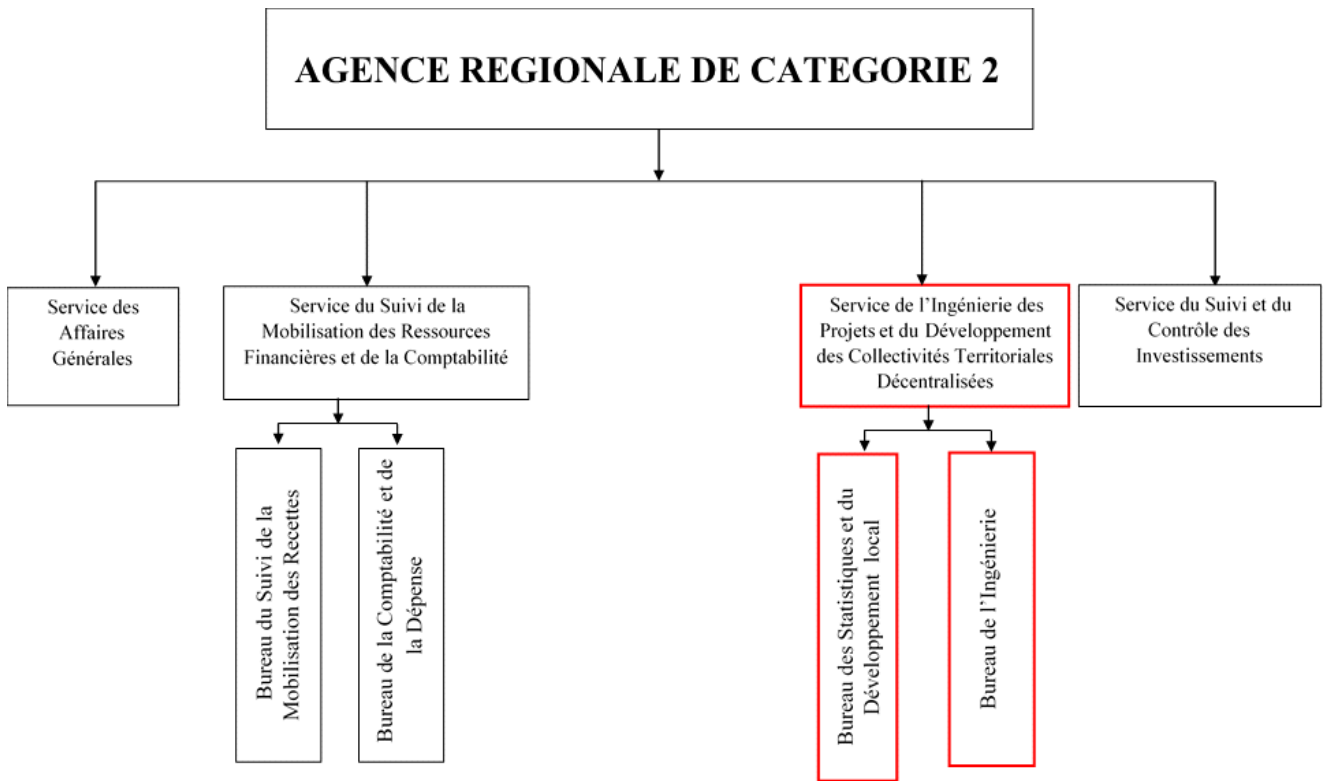 AGENCE REGIONALE DE CATEGORIE 2
Service des
Affaires
Générales
Service du Suivi de la
Mobilisation des Ressources
Financières et de la Comptabilité
Service de l’Ingénierie des
Projets et du Développement
des Collectivités Territoriales
Décentralisées
Service du Suivi et du
Contrôle des
Investissements
Bureau du Suivi de la
Mobilisation des Recettes
Bureau de la Comptabilité et de
la Dépense
Bureau des Statistiques et du
Développement local
Bureau de l’Ingénierie